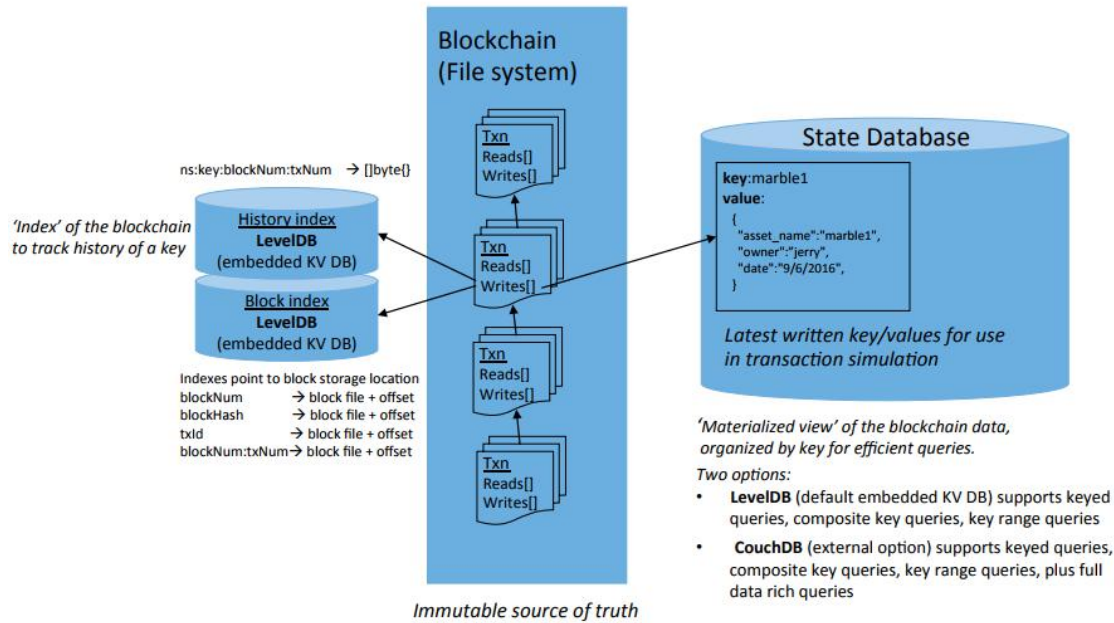 Blockchain
(File system)
Txn
Reads[]
Writes[]
Txn
Reads[]
Writes[]
Txn
Reads[]
Writes[]
Txn
Reads[]
Writes[]
Immutable source of truth
ns:key:blockNum:txNum → []byte{}
‘Index’ of the blockchain
to track history of a key
History index
LevelDB
(embedded KV DB)
Block index
LevelDB
(embedded KV DB)
Indexes point to block storage location
blockNum → block file + offset
blockHash → block file + offset
txId → block file + offset
blockNum:txNum→ block file + offset
State Database
key:marble1
value:
{
"asset_name":"marble1",
"owner":"jerry",
"date":"9/6/2016",
}
Latest written key/values for use
in transaction simulation
‘Materialized view’ of the blockchain data,
organized by key for efficient queries.
Two options:
• LevelDB (default embedded KV DB) supports keyed
queries, composite key queries, key range queries
• CouchDB (external option) supports keyed queries,
composite key queries, key range queries, plus full
data rich queries